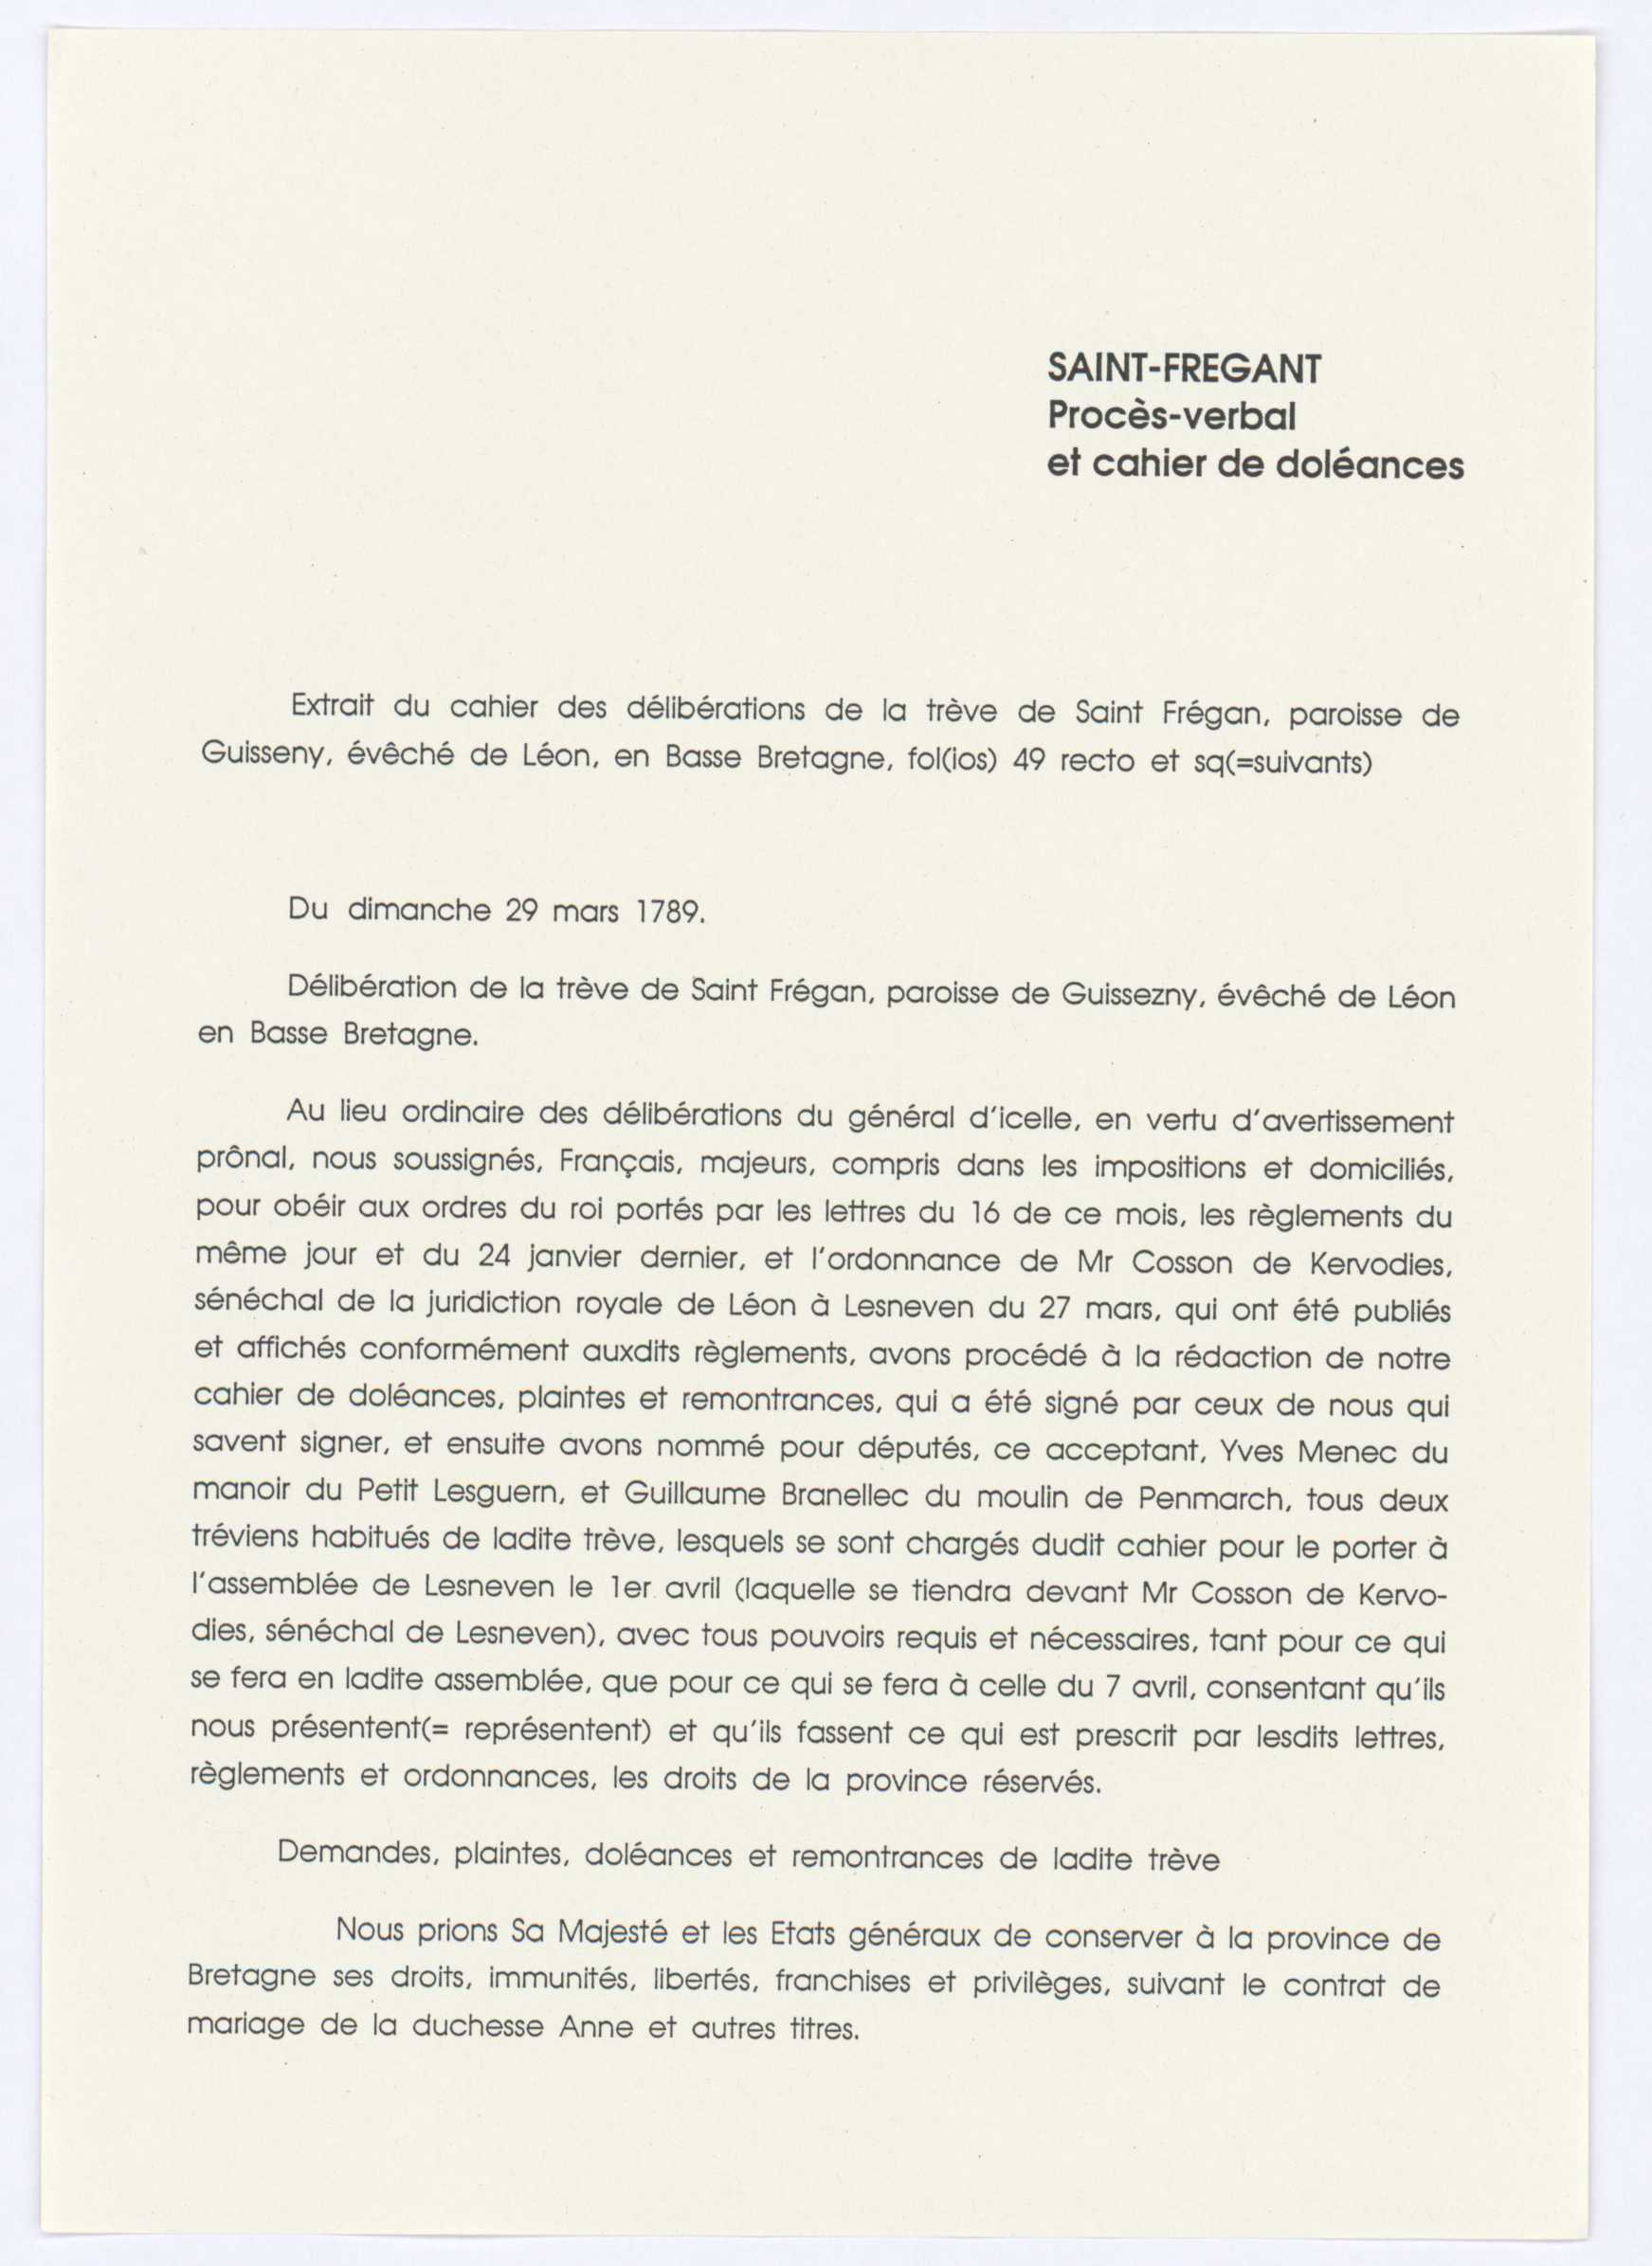 SAINT-FREGANT
Procès-verbal
et cahier de doléances
Extrait du cahier des délibérations de la trève de Saint Frégan, paroisse de
Guisseny, évêché de Léon, en Basse Bretagne, fol(ios) 49 recto et sq(=suivants)
Du dimanche 29 mars 1789.
Délibération de la trève de Saint Frégan, paroisse de Guissezny, évêché de Léon
en Basse Bretagne.
Au lieu ordinaire des délibérations du général d'icelle, en vertu d'avertissement
prônal, nous soussignés, Français, majeurs, compris dans les impositions et domiciliés,
pour obéir aux ordres du roi portés par les lettres du 16 de ce mois, les règlements du
même jour et du 24 janvier dernier, et l'ordonnance de Mr Cosson de Kervodies,
sénéchal de la juridiction royale de Léon à Lesneven du 27 mars, qui ont été publiés
et affichés conformément auxdits règlements, avons procédé à la rédaction de notre
cahier de doléances, plaintes et remontrances, qui a été signé par ceux de nous qui
savent signer, et ensuite avons nommé pour députés, ce acceptant, Yves Menec du
manoir du Petit Lesguern, et Guillaume Branellec du moulin de Penmarch, tous deux
tréviens habitués de ladite trève, lesquels se sont chargés dudit cahier pour le porter à
l'assemblée de Lesneven le 1er avril (laquelle se tiendra devant Mr Cosson de Kervo-
dies, sénéchal de Lesneven), avec tous pouvoirs requis et nécessaires, tant pour ce qui
se fera en ladite assemblée, que pour ce qui se fera à celle du 7 avril, consentant qu'ils
nous présentent(= représentent) et qu'ils fassent ce qui est prescrit par lesdits lettres,
règlements et ordonnances, les droits de la province réservés.
Demandes, plaintes, doléances et remontrances de ladite trève
Nous prions Sa Majesté et les Etats généraux de conserver à la province de
Bretagne ses droits, immunités, libertés, franchises et privilèges, suivant le contrat de
mariage de la duchesse Anne et autres titres.